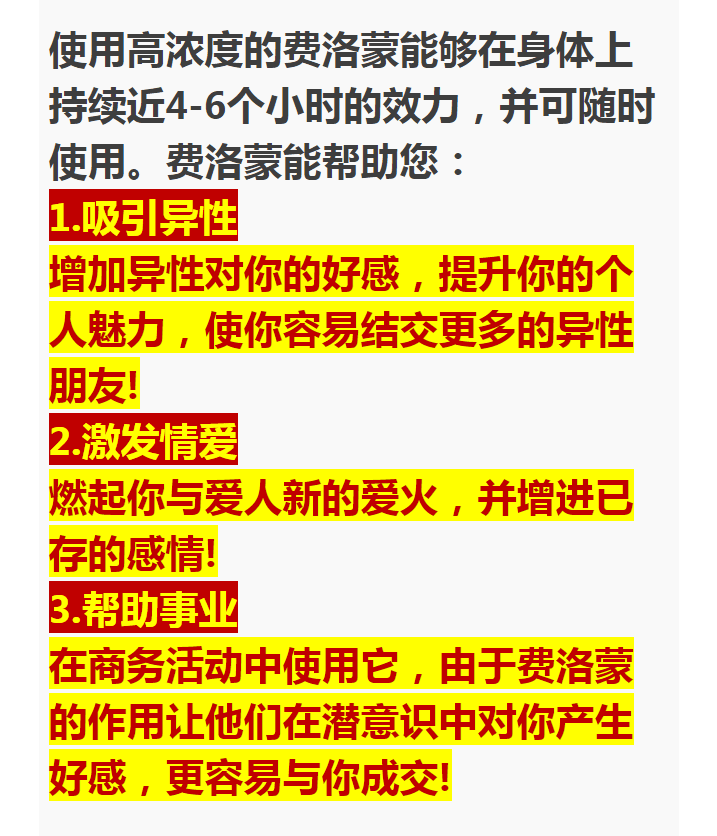 使用高浓度的费洛蒙能够在身体上
持续近4-6个小时的效力，并可随时
使用。费洛蒙能帮助您：
1.吸引异性
增加异性对你的好感，提升你的个
人魅力，使你容易结交更多的异性
朋友!
2.激发情爱
燃起你与爱人新的爱火，并增进已
存的感情!
3.帮助事业
在商务活动中使用它，由于费洛蒙
的作用让他们在潜意识中对你产生
好感，更容易与你成交!